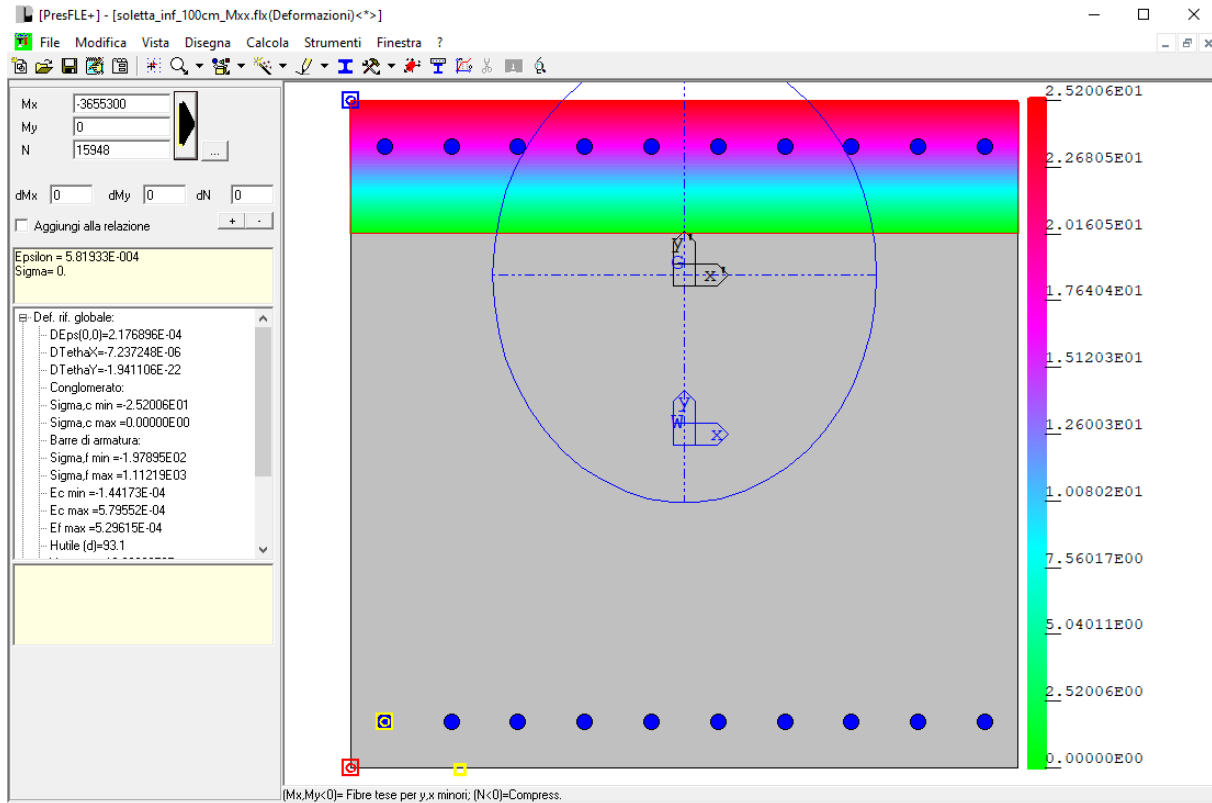 [PresFLE+] - [soletta_inf_100cm_Mxx.flx(Deformazioni)<*>]
File Modifica Vista Disegna Calcola Strumenti Finestra ?
Mx -3655300
My 0
N 15948
...
dMx 0 dMy 0 dN 0
Aggiungi alla relazione + -
Epsilon = 5.81933E-004
Sigma= 0.
Def. rif. globale:
DEps(0,0)=2.176896E-04
DTethaX=-7.237248E-06
DTethaY=-1.941106E-22
Conglomerato:
Sigma,c min =-2.52006E01
Sigma,c max =0.00000E00
Barre di armatura:
Sigma,f min =-1.97895E02
Sigma,f max =1.11219E03
Ec min =-1.44173E-04
Ec max =5.79552E-04
Ef max =5.29615E-04
Hutile (d)=93.1
y
G
x
y
W
x
2.52006E01
2.26805E01
2.01605E01
1.76404E01
1.51203E01
1.26003E01
1.00802E01
7.56017E00
5.04011E00
2.52006E00
0.00000E00
(Mx,My<0)= Fibre tese per y,x minori; (N<0)=Compress.